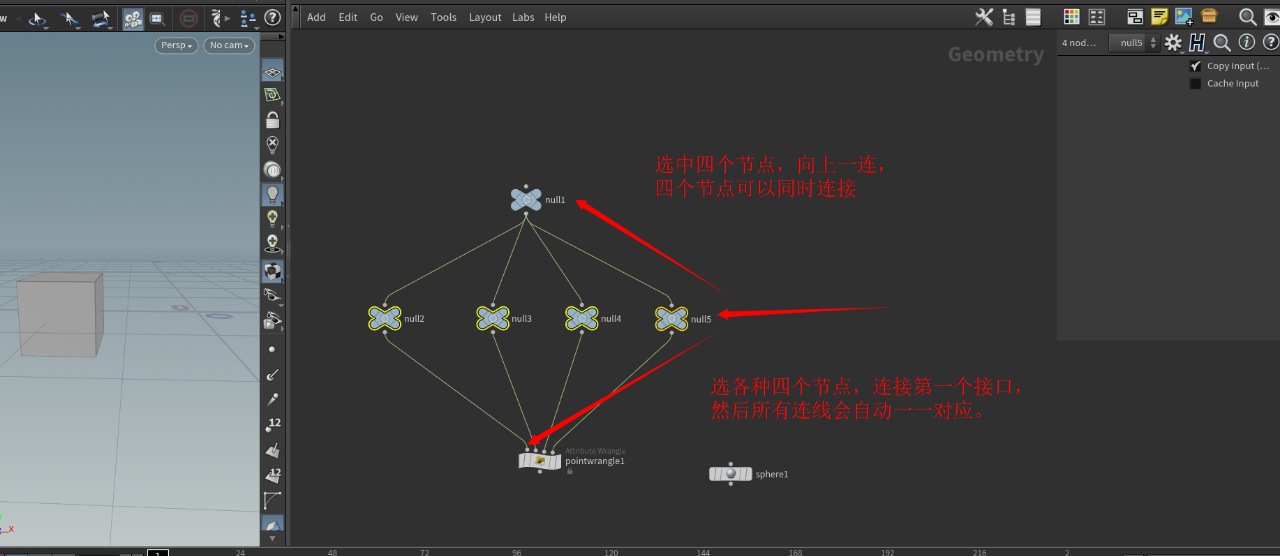 w
Add Edit Go View Tools Layout Labs Help
Persp
No cam
Geometry
4 nod...
null5
Copy Input (...
Cache Input
选中四个节点，向上一连，
四个节点可以同时连接
null1
null2
null3
null4
null5
选各种四个节点，连接第一个接口，
然后所有连线会自动一一对应。
Attribute Wrangle
pointwrangle1
sphere1
12
12
X
1
24
48
72
96
120
144
168
192
216
2